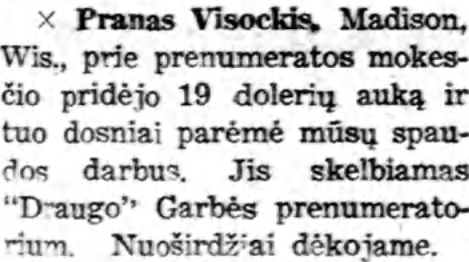 × Pranas Visockis, Madison,
Wis., prie prenumeratos mokes-
čio pridėjo 19 dolerių auką ir
tuo dosniai parėmė mūsų spau-
dos darbus. Jis skelbiamas
“Draugo” Garbės prenumerato-
rium. Nuoširdžiai dėkojame.